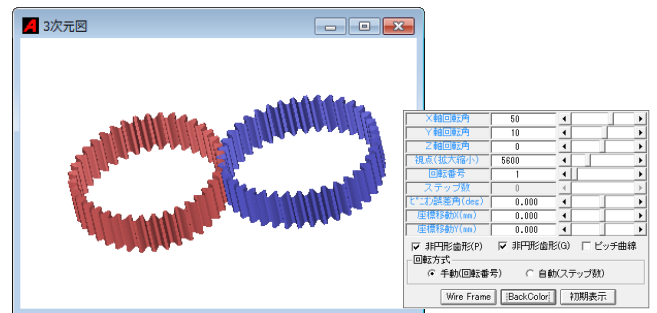 3次元図
X軸回転角 50
Y軸回転角 10
Z軸回転角 0
視点(拡大縮小) 5600
回転番号 1
ステップ数 0
ピニオン誤差角(deg) 0.000
座標移動X(mm) 0.000
座標移動Y(mm) 0.000
非円形歯形(P) 非円形歯形(G) ピッチ曲線
回転方式
手動(回転番号) 自動(ステップ数)
Wire Frame BackColor 初期表示